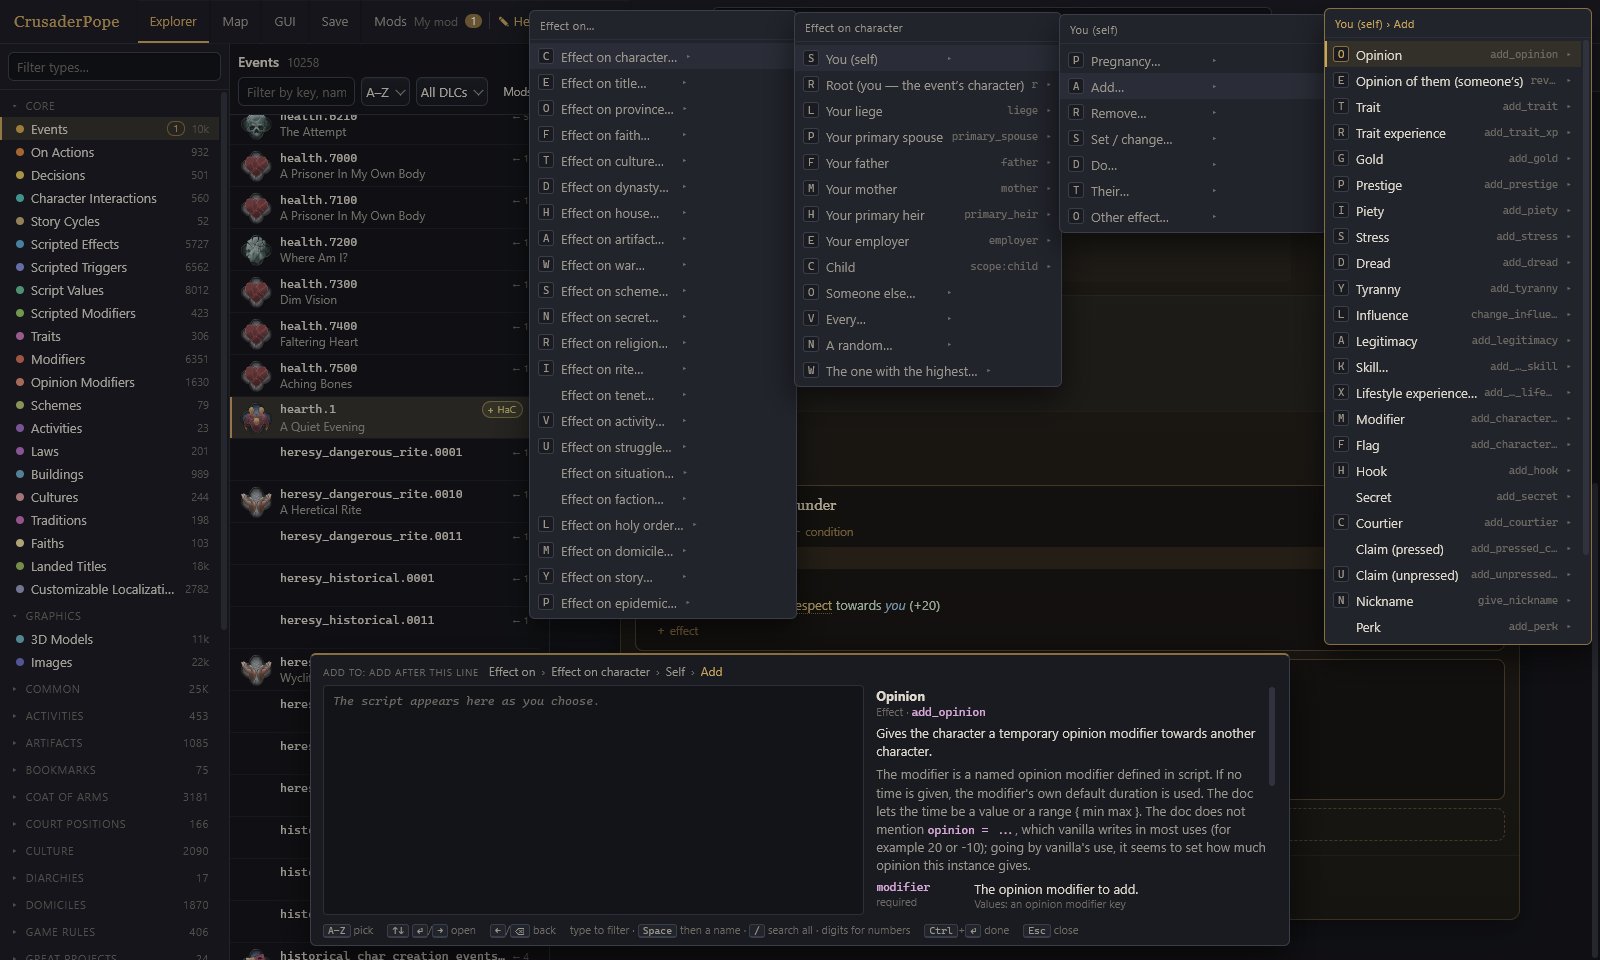 CrusaderPope
Explorer
Map
GUI
Save
Mods My mod 1
Filter types...
CORE
Events 1 10k
On Actions 932
Decisions 501
Character Interactions 560
Story Cycles 52
Scripted Effects 5727
Scripted Triggers 6562
Script Values 8012
Scripted Modifiers 423
Traits 306
Modifiers 6351
Opinion Modifiers 1630
Schemes 79
Activities 23
Laws 201
Buildings 989
Cultures 244
Traditions 198
Faiths 103
Landed Titles 18k
Customizable Localizati... 2782
GRAPHICS
3D Models 11k
Images 22k
COMMON 25K
ACTIVITIES 453
ARTIFACTS 1085
BOOKMARKS 75
COAT OF ARMS 3181
COURT POSITIONS 166
CULTURE 2090
DIARCHIES 17
DOMICILES 1870
GAME RULES 406
GREAT PROJECTS 24
Events 10258
Filter by key, nam
A–Z
All DLCs
Mods
health.6210
The Attempt
health.7000
A Prisoner In My Own Body
health.7100
A Prisoner In My Own Body
health.7200
Where Am I?
health.7300
Dim Vision
health.7400
Faltering Heart
health.7500
Aching Bones
hearth.1 + HaC
A Quiet Evening
heresy_dangerous_rite.0001
heresy_dangerous_rite.0010
A Heretical Rite
heresy_dangerous_rite.0011
heresy_historical.0001
heresy_historical.0011
historical_char_creation_events... ← 4
Effect on...
C Effect on character...
E Effect on title...
O Effect on province...
F Effect on faith...
T Effect on culture...
D Effect on dynasty...
H Effect on house...
A Effect on artifact...
W Effect on war...
S Effect on scheme...
N Effect on secret...
R Effect on religion...
I Effect on rite...
Effect on tenet...
V Effect on activity...
U Effect on struggle...
Effect on situation...
Effect on faction...
L Effect on holy order...
M Effect on domicile...
Y Effect on story...
P Effect on epidemic...
Effect on character
S You (self)
R Root (you — the event's character) r
L Your liege liege
P Your primary spouse primary_spouse
F Your father father
M Your mother mother
H Your primary heir primary_heir
E Your employer employer
C Child scope:child
O Someone else...
V Every...
N A random...
W The one with the highest...
You (self)
P Pregnancy...
A Add...
R Remove...
S Set / change...
D Do...
T Their...
O Other effect...
You (self) › Add
O Opinion add_opinion
E Opinion of them (someone's) rev...
T Trait add_trait
R Trait experience add_trait_xp
G Gold add_gold
P Prestige add_prestige
I Piety add_piety
S Stress add_stress
D Dread add_dread
Y Tyranny add_tyranny
L Influence change_influe...
A Legitimacy add_legitimacy
K Skill... add_..._skill
X Lifestyle experience... add_..._life...
M Modifier add_character...
F Flag add_character...
H Hook add_hook
Secret add_secret
C Courtier add_courtier
Claim (pressed) add_pressed_c...
U Claim (unpressed) add_unpressed...
N Nickname give_nickname
Perk add_perk
under
condition
espect towards you (+20)
+ effect
ADD TO: ADD AFTER THIS LINE Effect on › Effect on character › Self › Add
The script appears here as you choose.
Opinion
Effect · add_opinion
Gives the character a temporary opinion modifier towards another
character.
The modifier is a named opinion modifier defined in script. If no
time is given, the modifier's own default duration is used. The doc
lets the time be a value or a range { min max }. The doc does not
mention opinion = ..., which vanilla writes in most uses (for
example 20 or -10); going by vanilla's use, it seems to set how much
opinion this instance gives.
modifier The opinion modifier to add.
required Values: an opinion modifier key
A–Z pick ↑↓ ↵/→ open ←/⌫ back type to filter · Space then a name · / search all · digits for numbers Ctrl+↵ done Esc close